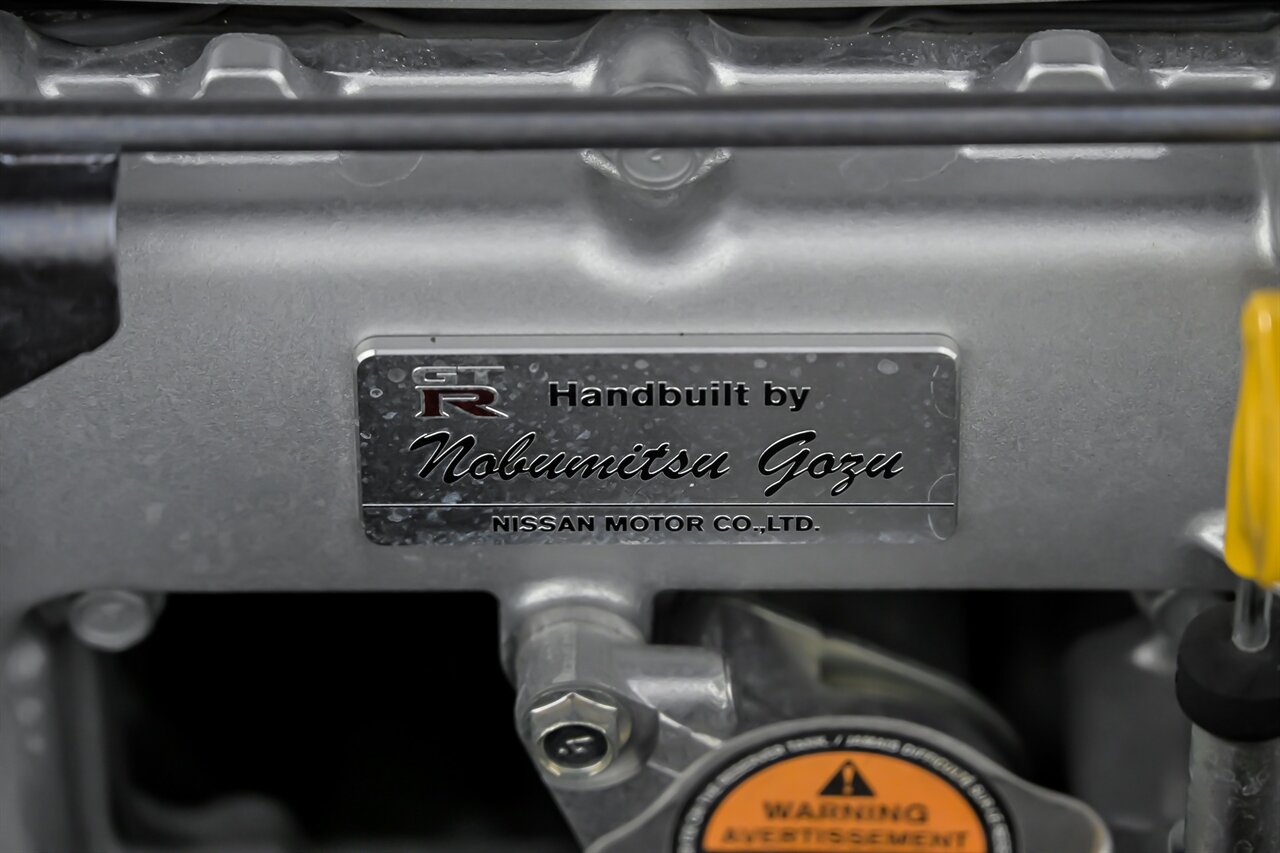 GT
R
Handbuilt by
Nobumitsu Gozu
NISSAN MOTOR CO.,LTD.
WARNING
AVERTISSEMENT